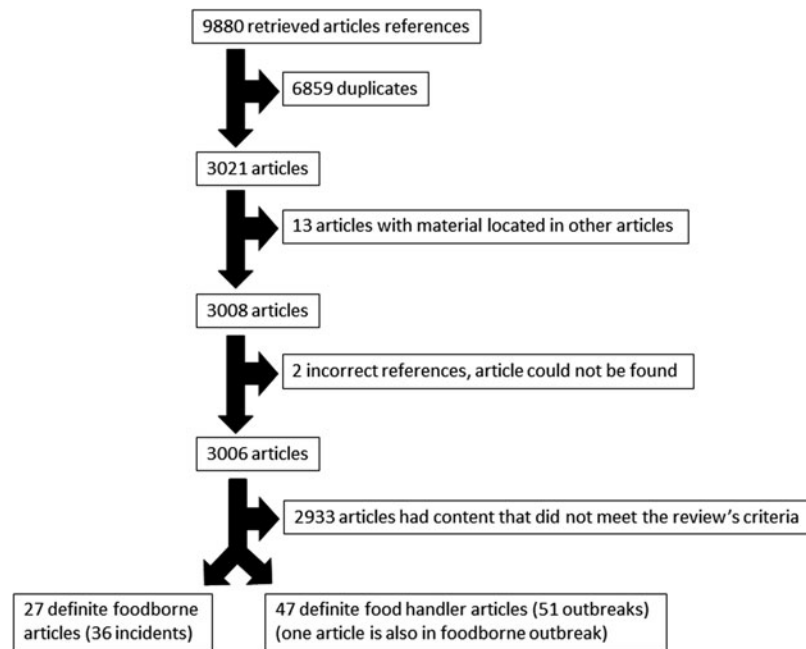 9880 retrieved articles references
6859 duplicates
3021 articles
13 articles with material located in other articles
3008 articles
2 incorrect references, article could not be found
3006 articles
2933 articles had content that did not meet the review's criteria
27 definite foodborne
articles (36 incidents)
47 definite food handler articles (51 outbreaks)
(one article is also in foodborne outbreak)